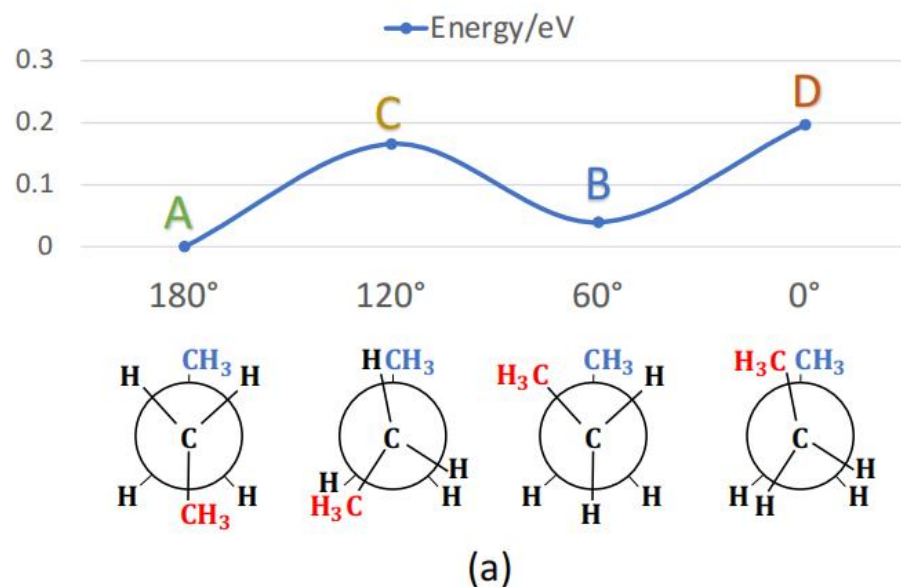 Energy/eV
0.3
D
C
0.2
B
0.1
A
0
180° 120° 60° 0°
H CH₃ H H CH₃ H₃C CH₃ H H₃C CH₃
C C C C
H H H H H H H H
CH₃ H₃C H H
(a)